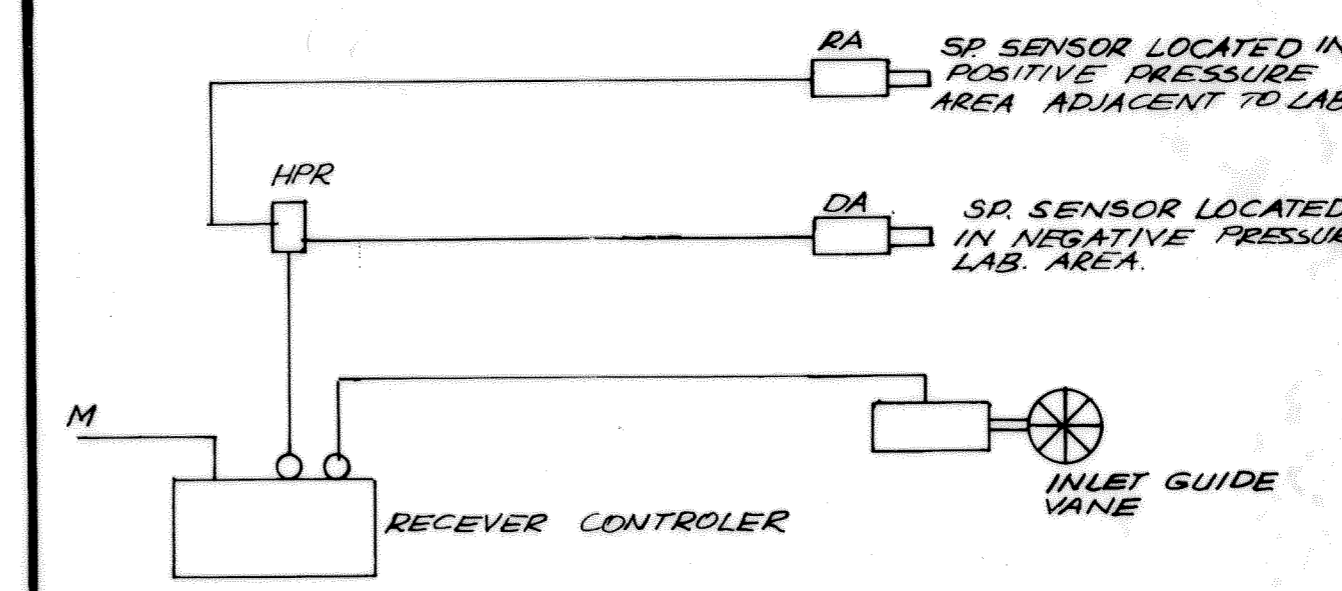 RA
SP. SENSOR LOCATED IN
POSITIVE PRESSURE
AREA ADJACENT TO LAB
HPR
DA
SP. SENSOR LOCATED
IN NEGATIVE PRESSUR
LAB. AREA.
M
INLET GUIDE
VANE
RECEVER CONTROLER